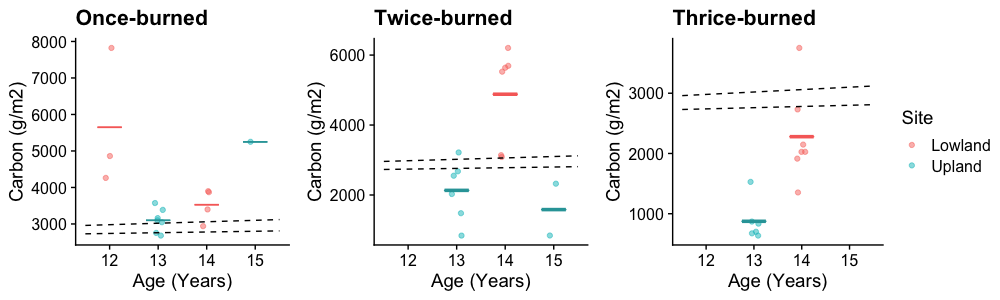 Once-burned
Twice-burned
Thrice-burned
Carbon (g/m2)
8000
7000
6000
5000
4000
3000
12 13 14 15
Age (Years)
Carbon (g/m2)
6000
4000
2000
12 13 14 15
Age (Years)
Carbon (g/m2)
3000
2000
1000
12 13 14 15
Age (Years)
Site
Lowland
Upland